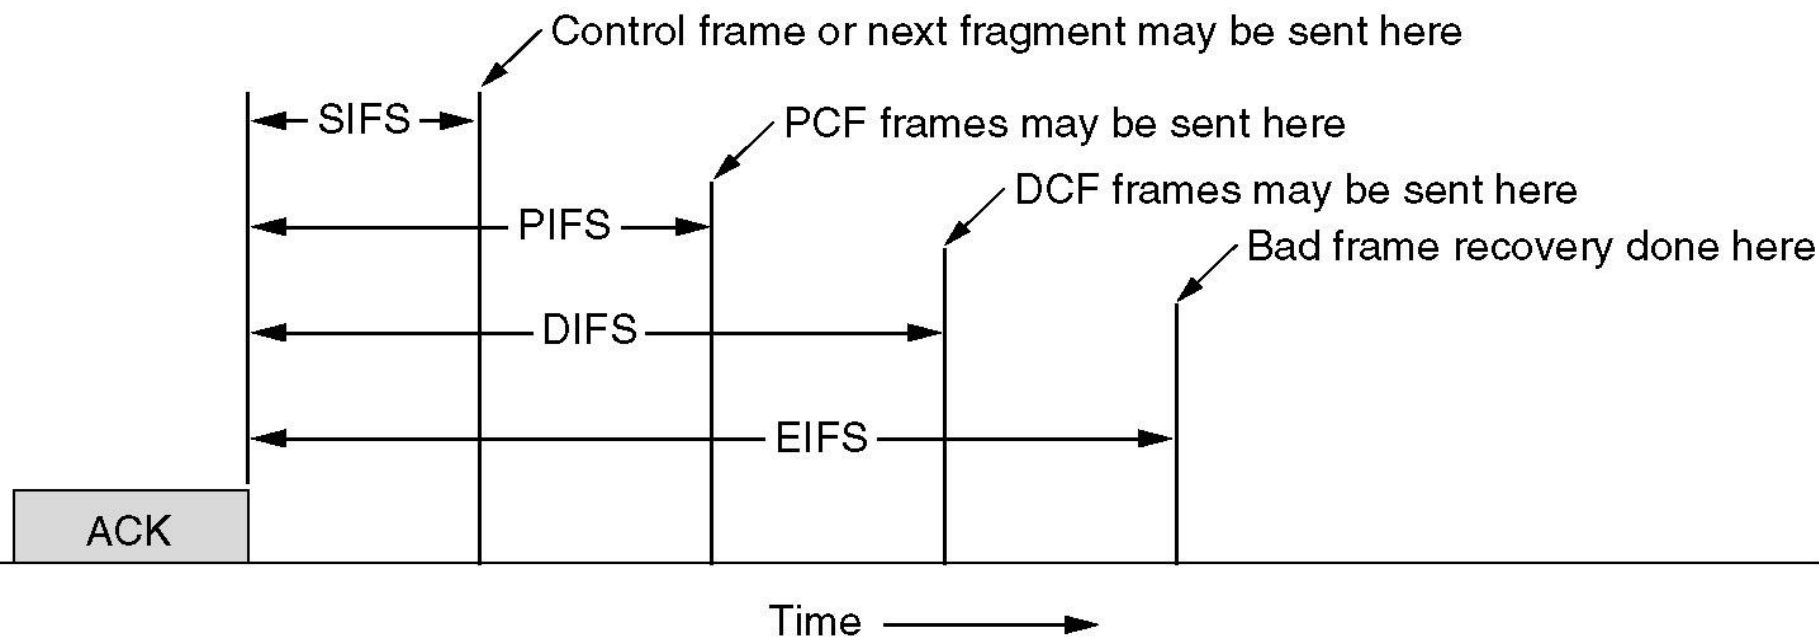 Control frame or next fragment may be sent here
SIFS
PCF frames may be sent here
DCF frames may be sent here
PIFS
Bad frame recovery done here
DIFS
EIFS
ACK
Time